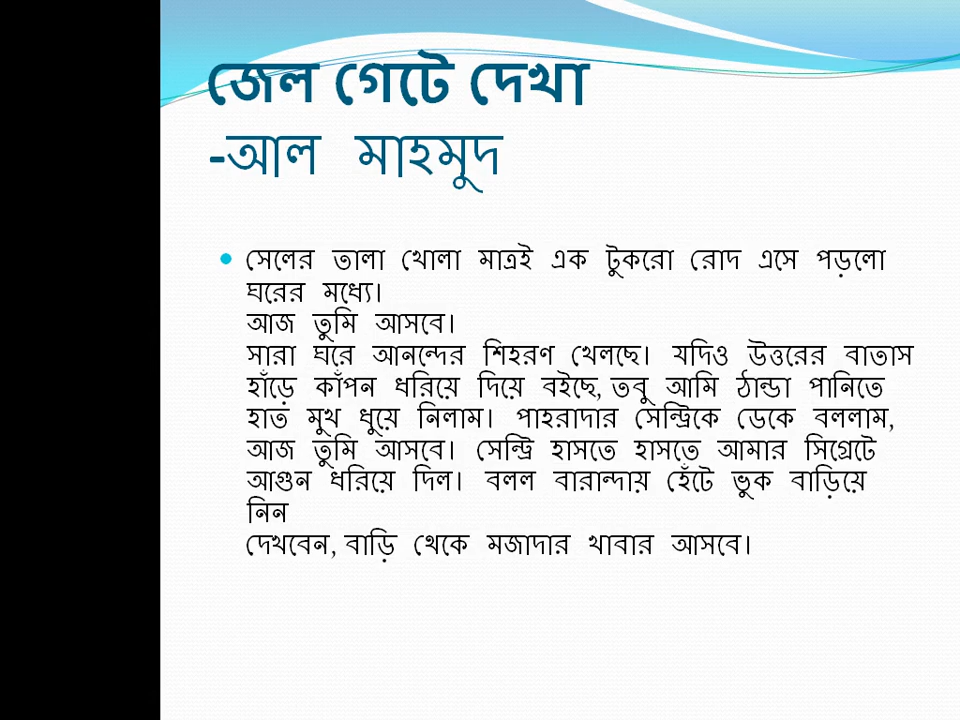 জেল গেটে দেখা
-আল মাহমুদ
সেলের তালা খোলা মাত্রই এক টুকরো রোদ এসে পড়লো
ঘরের মধ্যে।
আজ তুমি আসবে।
সারা ঘরে আনন্দের শিহরণ খেলছে। যদিও উত্তরের বাতাস
হাঁড়ে কাঁপন ধরিয়ে দিয়ে বইছে, তবু আমি ঠান্ডা পানিতে
হাত মুখ ধুয়ে নিলাম। পাহরাদার সেন্ট্রিকে ডেকে বললাম,
আজ তুমি আসবে। সেন্ট্রি হাসতে হাসতে আমার সিগ্রেটে
আগুন ধরিয়ে দিল। বলল বারান্দায় হেঁটে ভুক বাড়িয়ে
নিন
দেখবেন, বাড়ি থেকে মজাদার খাবার আসবে।